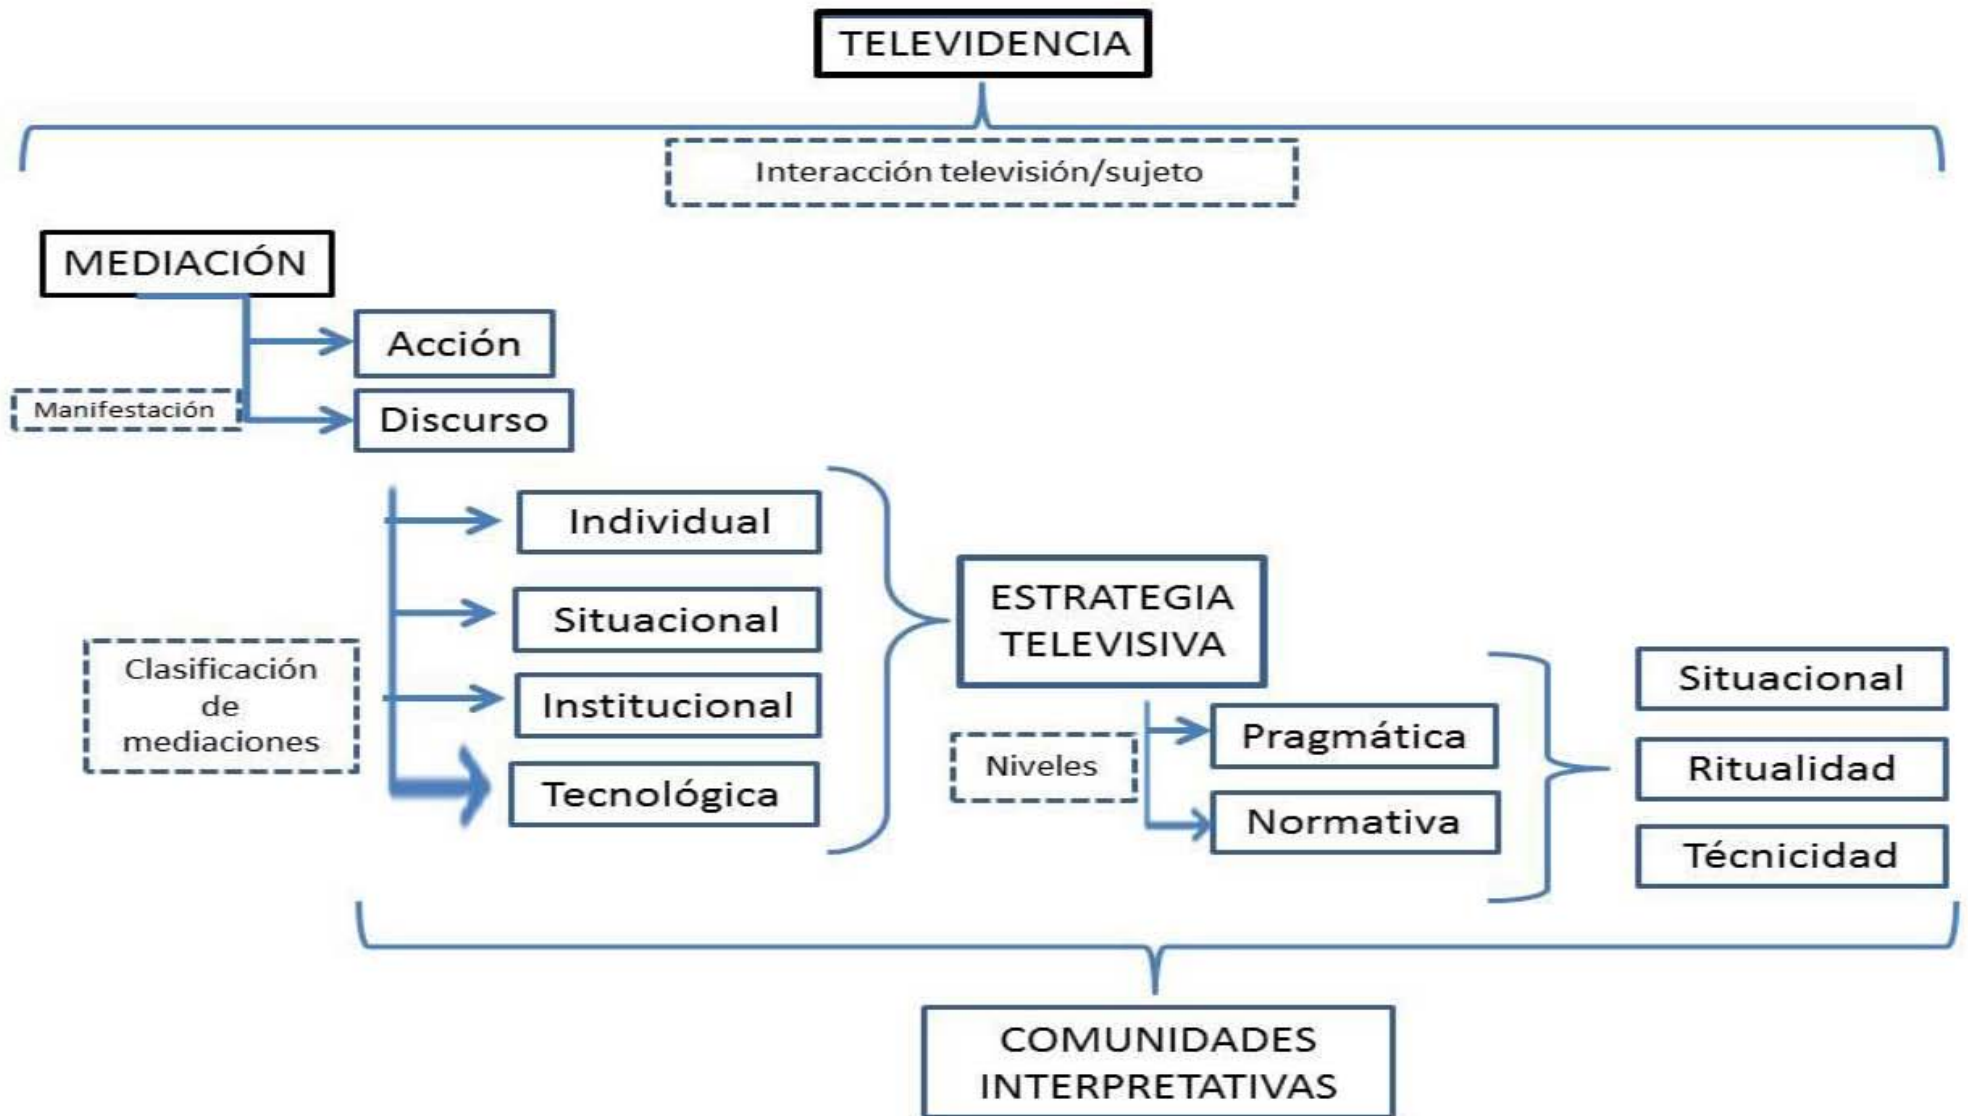 TELEVIDENCIA
Interacción televisión/sujeto
MEDIACIÓN
Acción
Manifestación
Discurso
Individual
Situacional
Institucional
Tecnológica
Clasificación
de
mediaciones
ESTRATEGIA
TELEVISIVA
Niveles
Pragmática
Normativa
Situacional
Ritualidad
Técnicidad
COMUNIDADES
INTERPRETATIVAS